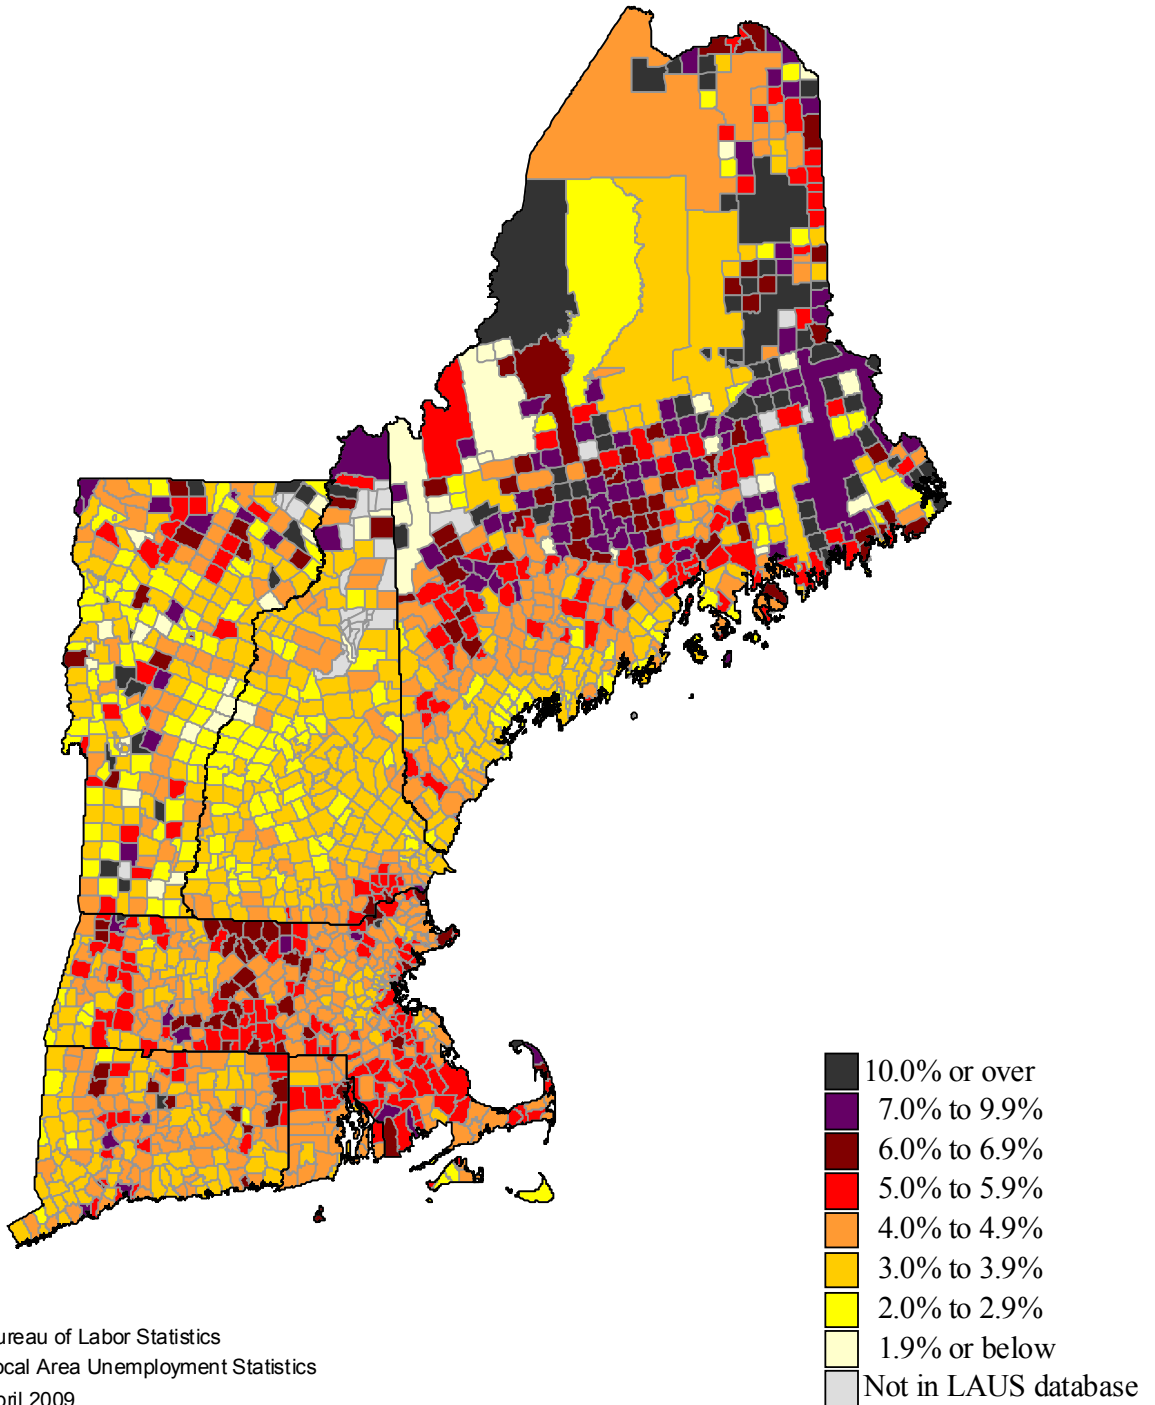 10.0% or over
7.0% to 9.9%
6.0% to 6.9%
5.0% to 5.9%
4.0% to 4.9%
3.0% to 3.9%
2.0% to 2.9%
1.9% or below
Not in LAUS database
ureau of Labor Statistics
ocal Area Unemployment Statistics
pril 2009